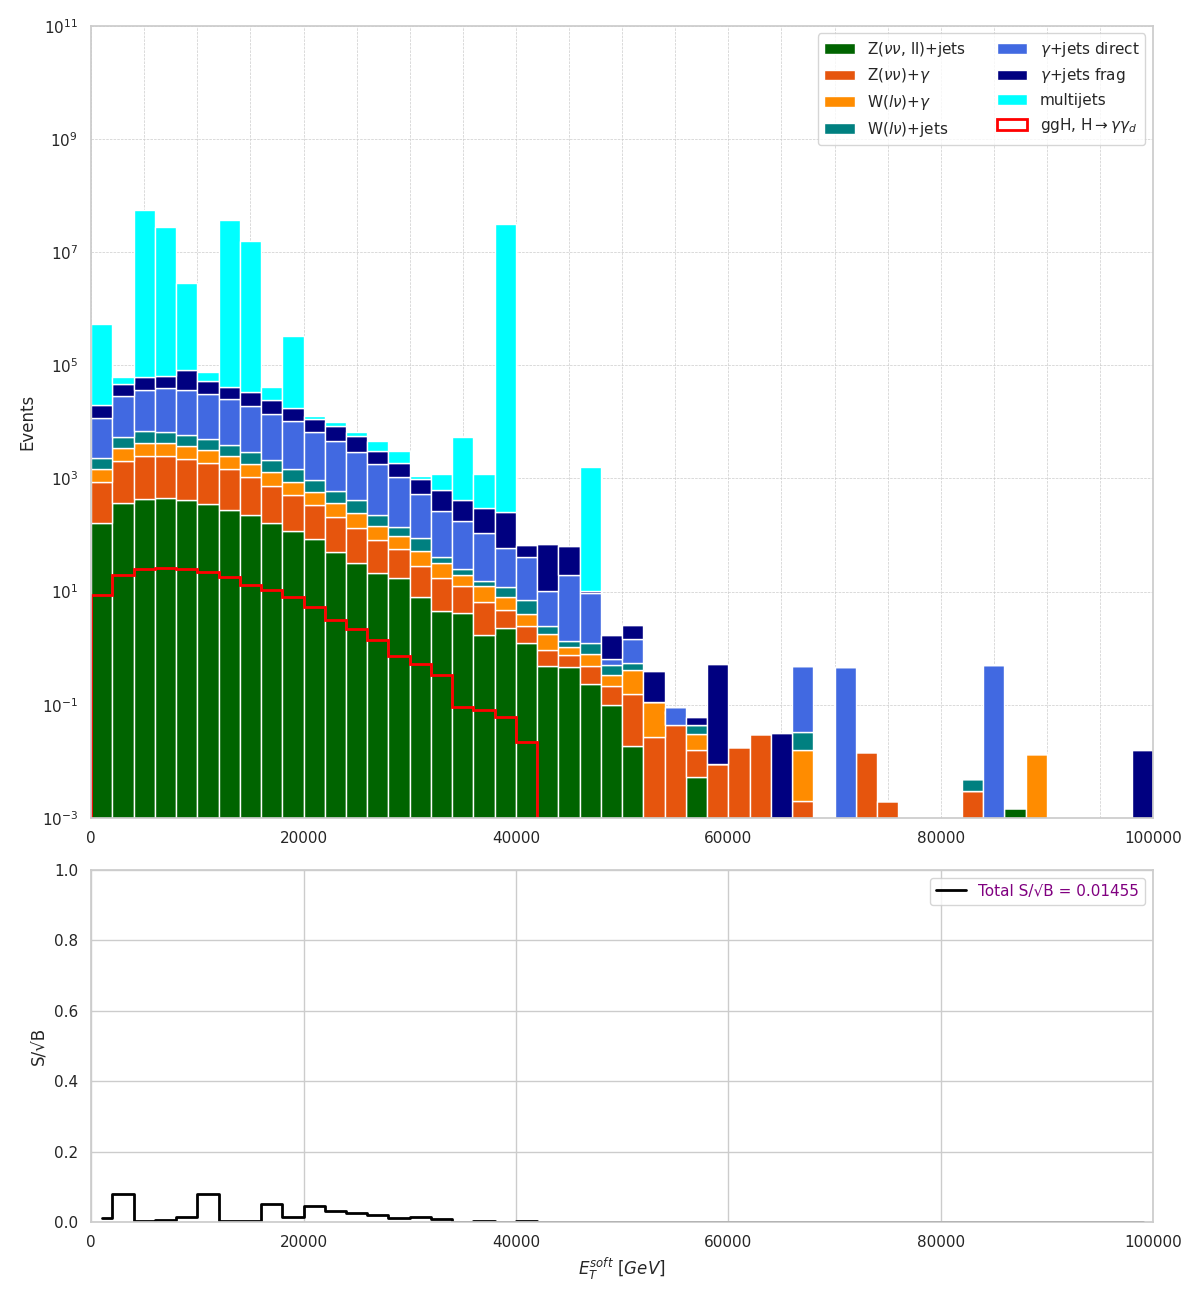 10^11
10^9
10^7
10^5
10^3
10^1
10^−1
10^−3
Events
Z(νν, ll)+jets
Z(νν)+γ
W(lν)+γ
W(lν)+jets
γ+jets direct
γ+jets frag
multijets
ggH, H→γγ_d
0 20000 40000 60000 80000 100000
1.0
0.8
0.6
0.4
0.2
0.0
S/√B
Total S/√B = 0.01455
0 20000 40000 60000 80000 100000
E_T^soft [GeV]